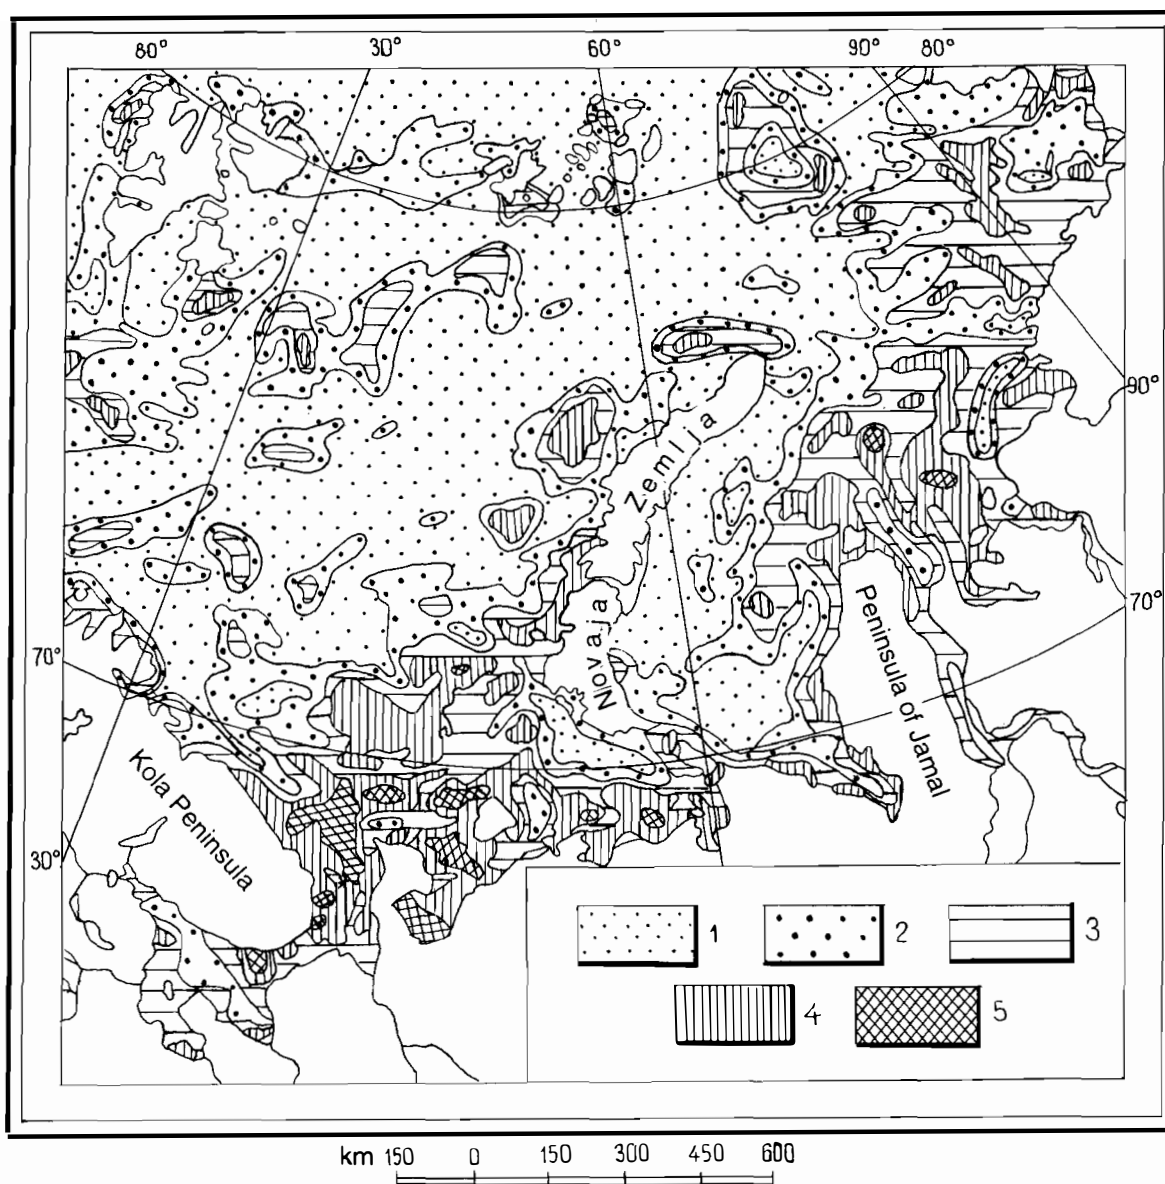 80° 30° 60° 90° 80°
90°
Zemlja
Novaja
70°
70°
Peninsula of Jamal
Kola Peninsula
30°
1 2 3
4 5
km 150 0 150 300 450 600